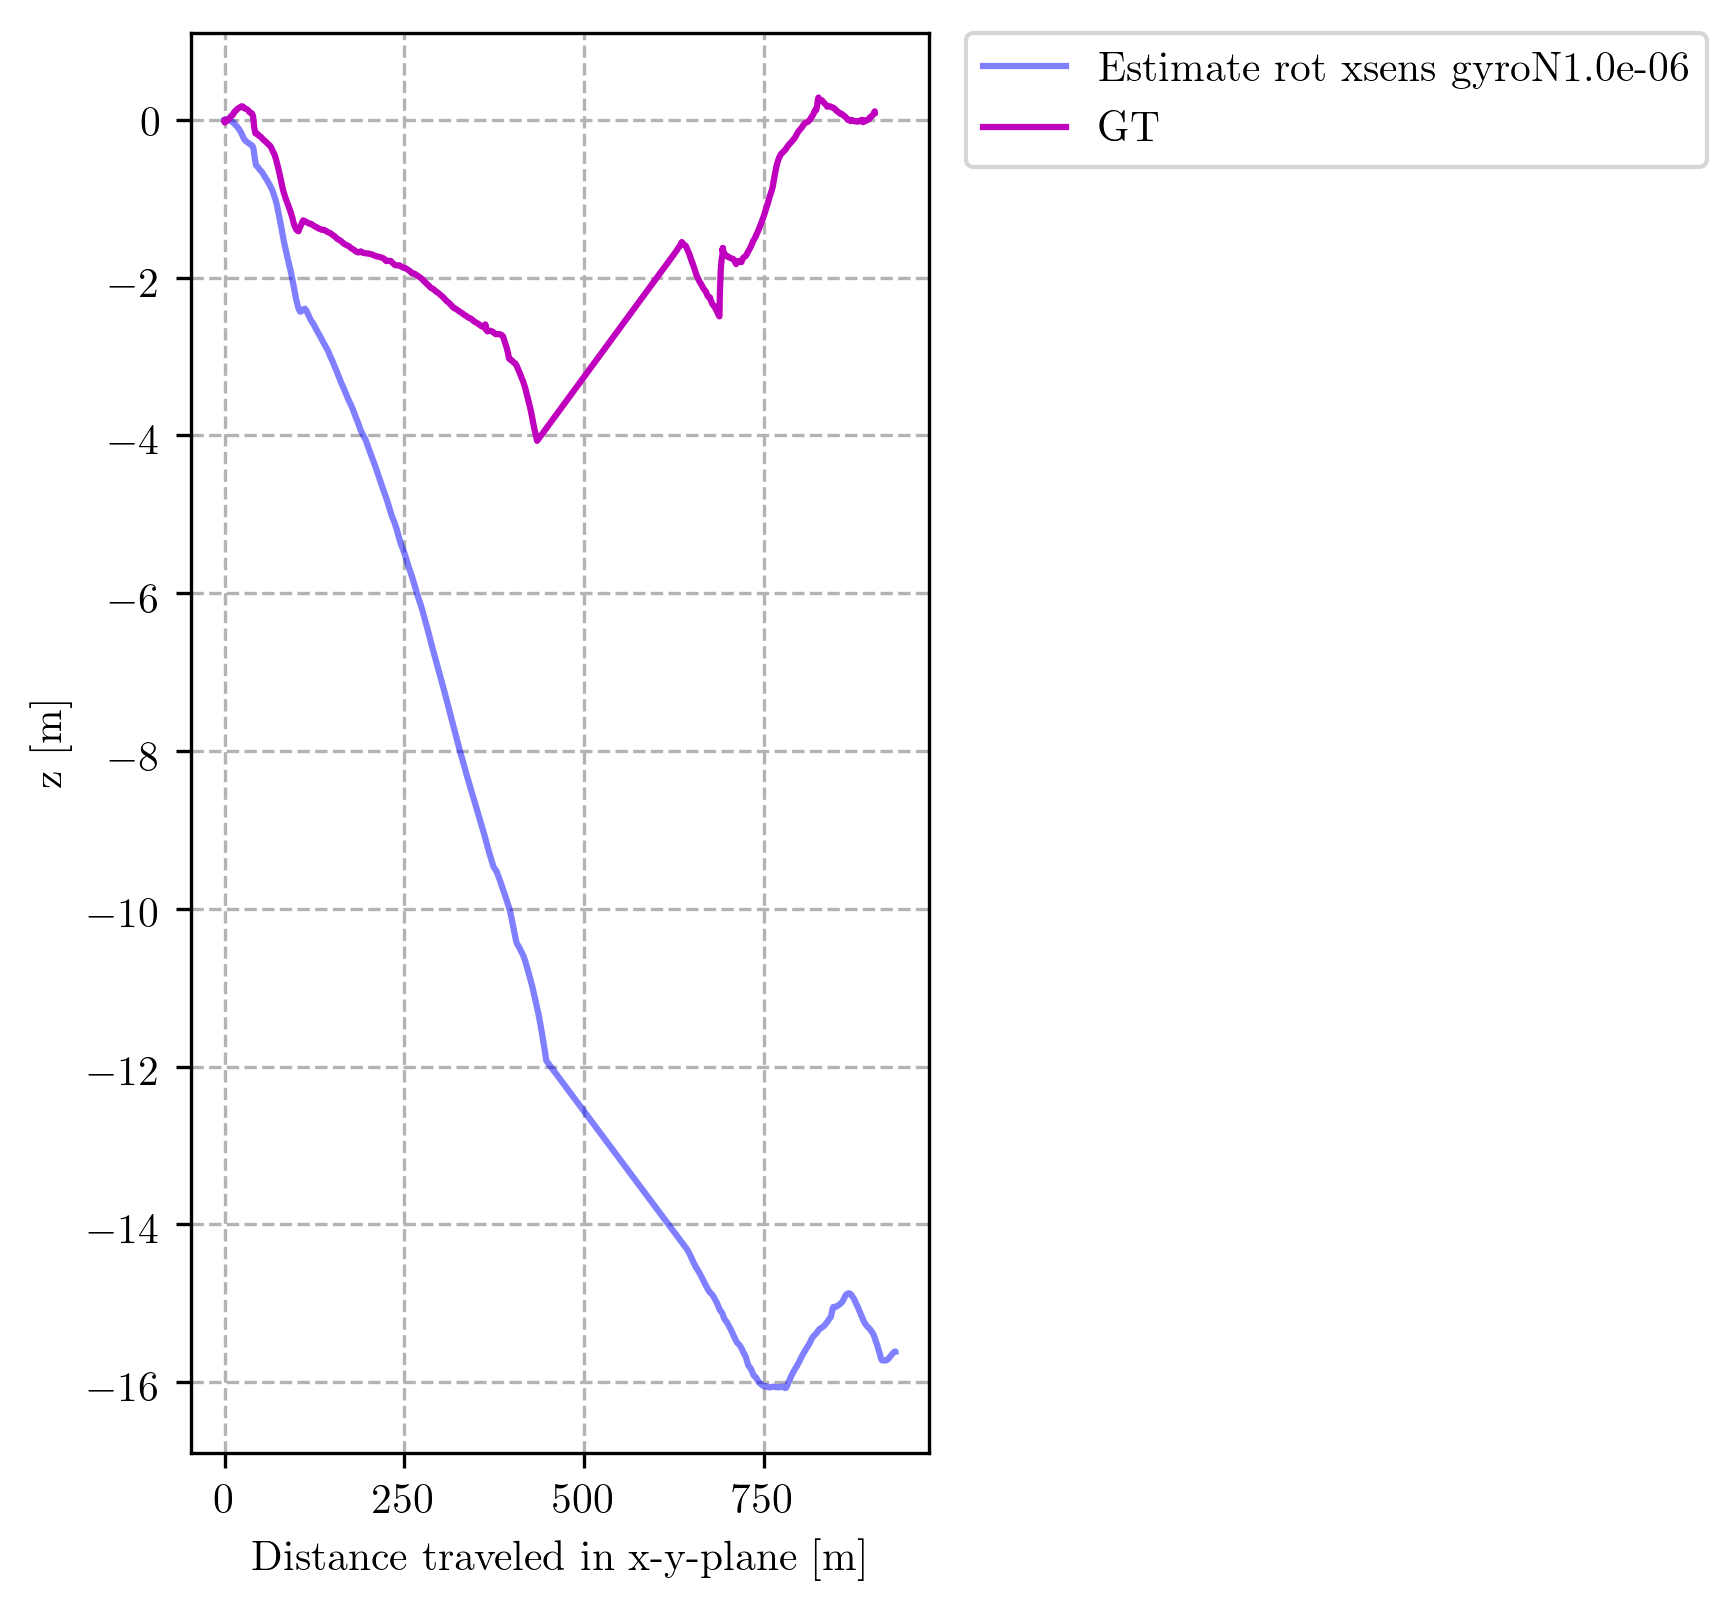 Estimate rot xsens gyroN1.0e-06
GT
0
−2
−4
−6
−8
−10
−12
−14
−16
z [m]
0 250 500 750
Distance traveled in x-y-plane [m]